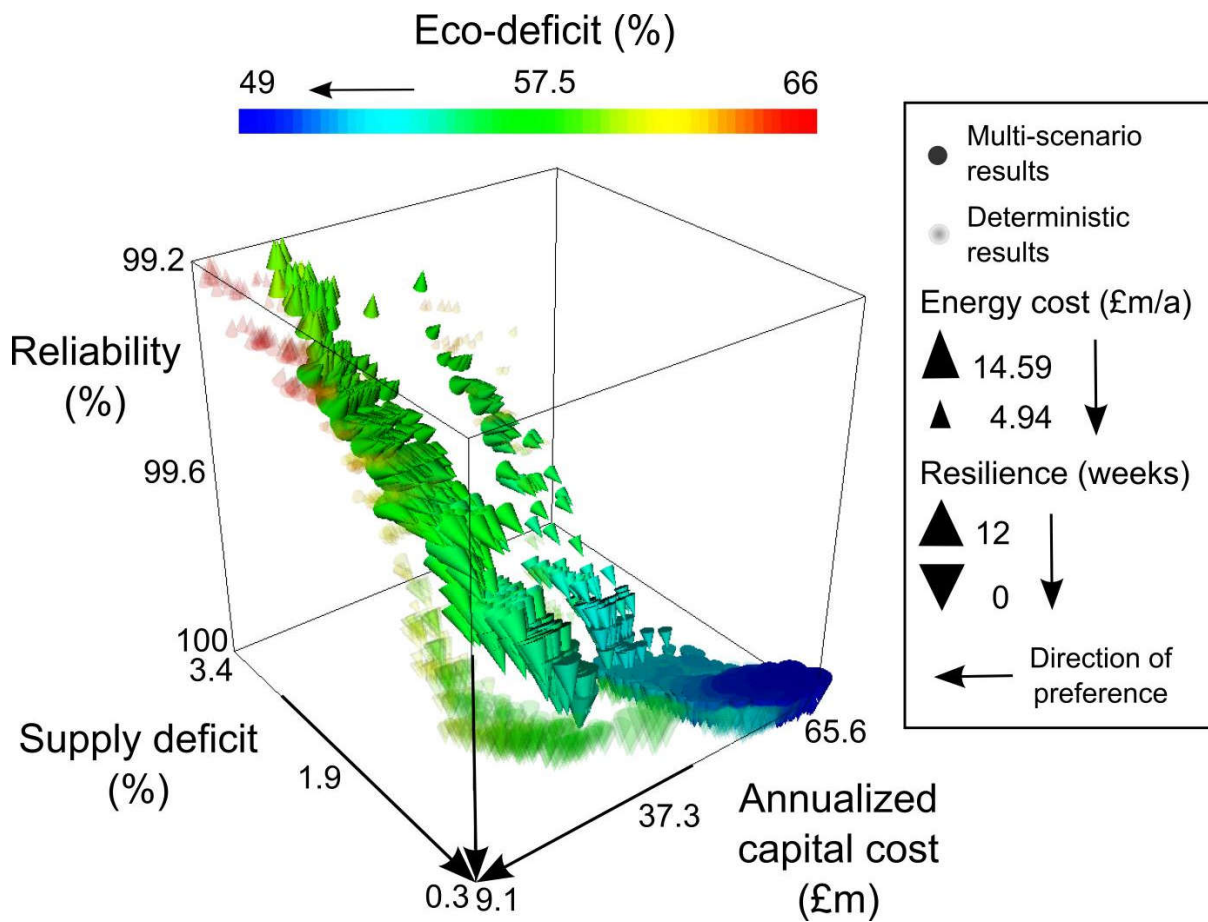 Eco-deficit (%)
49
57.5
66
99.2
Reliability
(%)
99.6
100
3.4
Supply deficit
(%)
1.9
0.3
9.1
37.3
65.6
Annualized
capital cost
(£m)
Multi-scenario
results
Deterministic
results
Energy cost (£m/a)
14.59
4.94
Resilience (weeks)
12
0
Direction of
preference